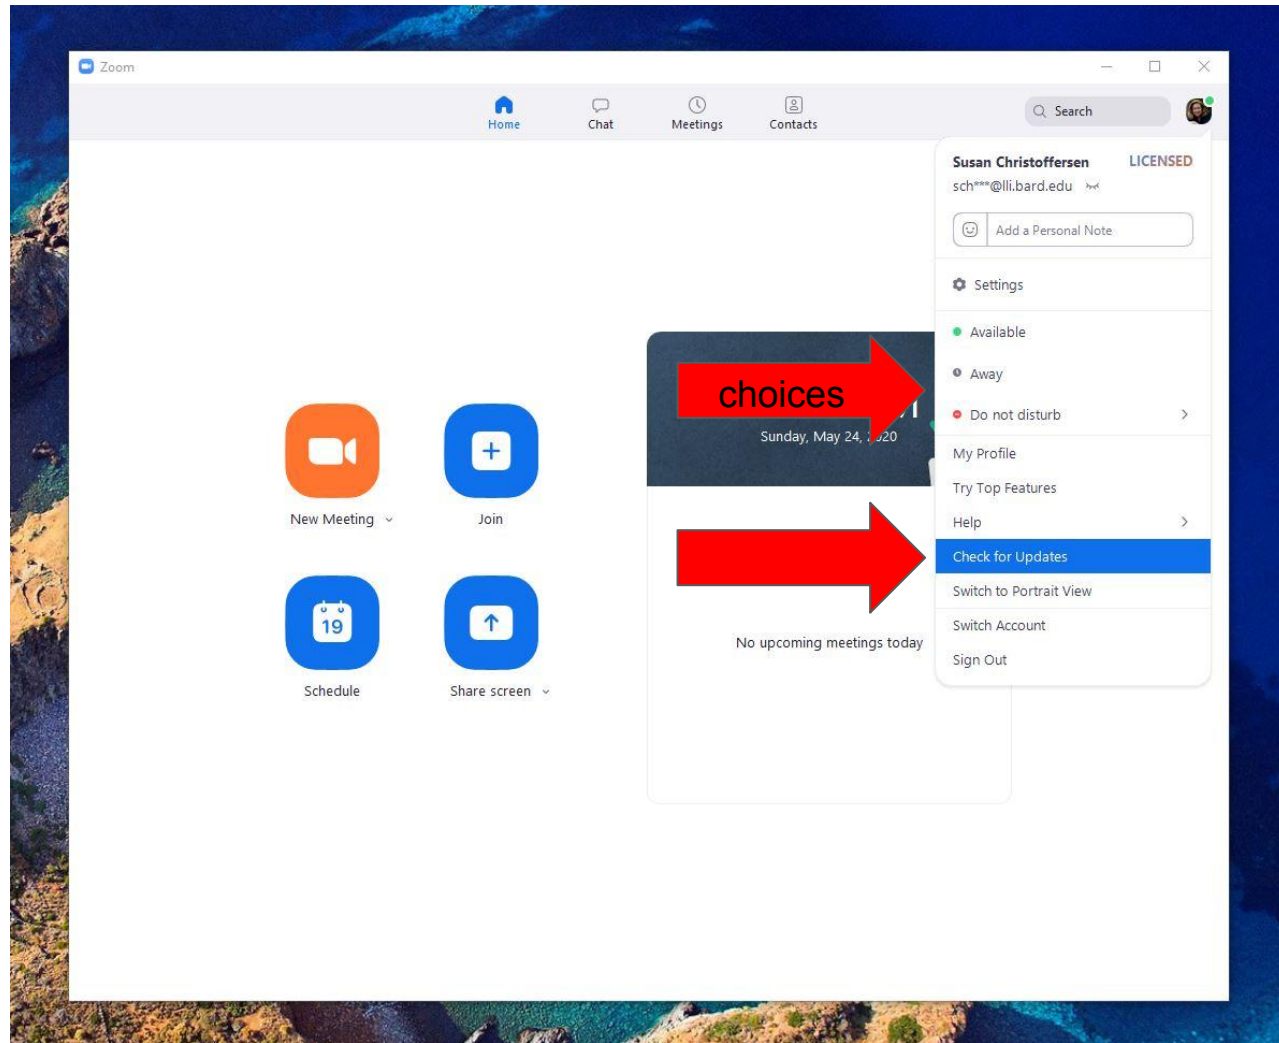 Zoom
Home Chat Meetings Contacts
Search
Susan Christoffersen LICENSED
sch***@lli.bard.edu
Add a Personal Note
Settings
Available
Away
Do not disturb
My Profile
Try Top Features
Help
Check for Updates
Switch to Portrait View
Switch Account
Sign Out
choices
Sunday, May 24, 2020
New Meeting
Join
19
Schedule
Share screen
No upcoming meetings today